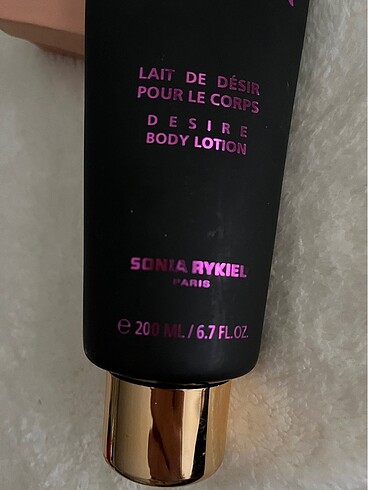 LAIT DE DÉSIR
POUR LE CORPS
DESIRE
BODY LOTION
SONIA RYKIEL
PARIS
℮ 200 ML / 6.7 FL.OZ.